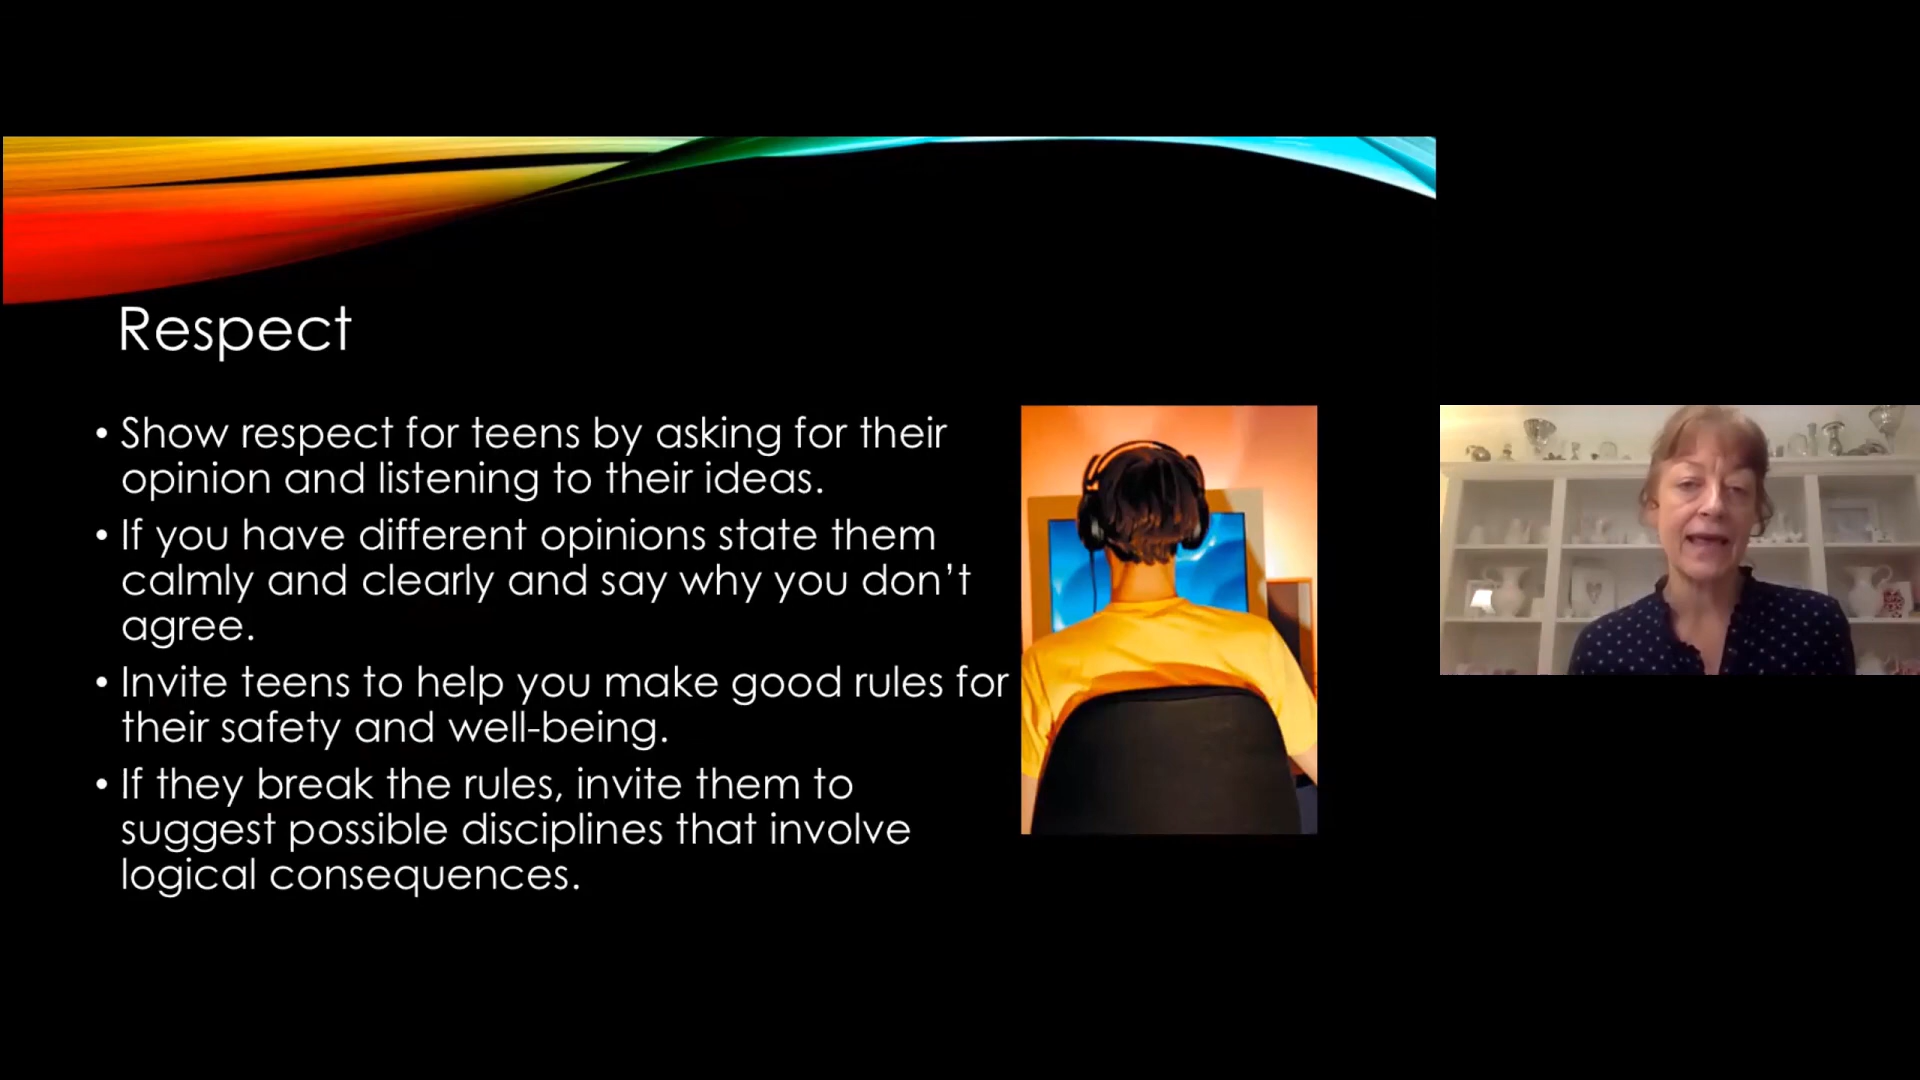 Respect
• Show respect for teens by asking for their
opinion and listening to their ideas.
• If you have different opinions state them
calmly and clearly and say why you don’t
agree.
• Invite teens to help you make good rules for
their safety and well-being.
• If they break the rules, invite them to
suggest possible disciplines that involve
logical consequences.